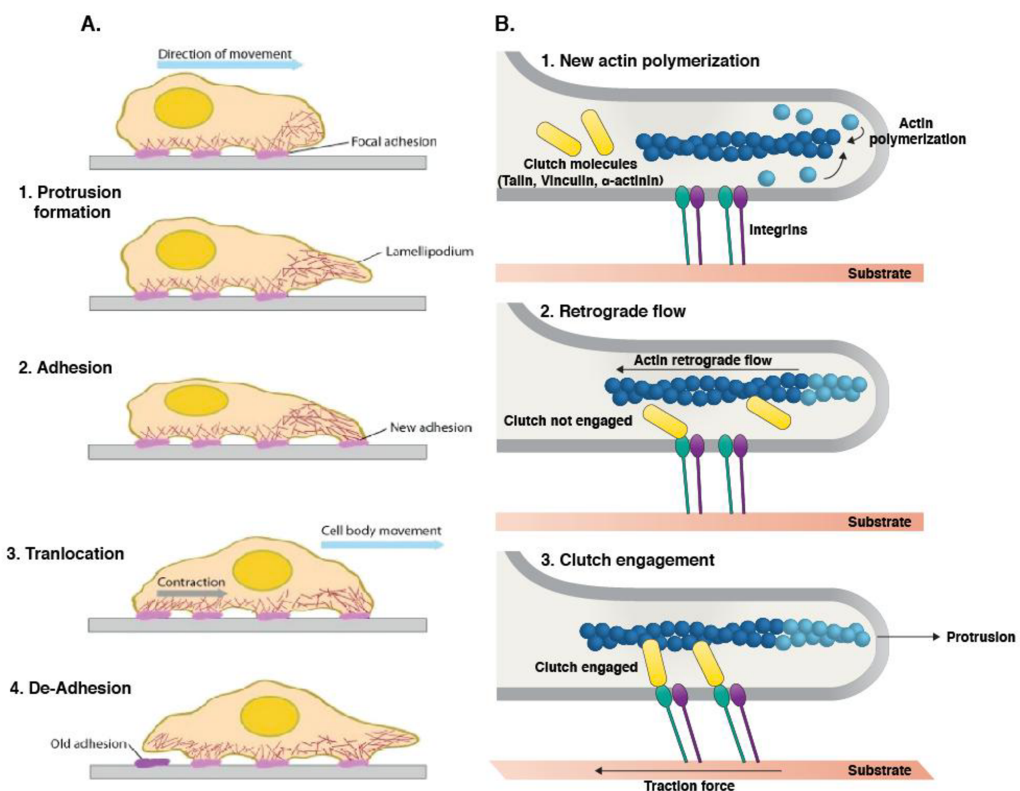 A.
Direction of movement
Focal adhesion
1. Protrusion
formation
Lamellipodium
2. Adhesion
New adhesion
3. Tranlocation
Cell body movement
Contraction
4. De-Adhesion
Old adhesion
B.
1. New actin polymerization
Actin
polymerization
Clutch molecules
(Talin, Vinculin, α-actinin)
Integrins
Substrate
2. Retrograde flow
Actin retrograde flow
Clutch not engaged
Substrate
3. Clutch engagement
Protrusion
Clutch engaged
Substrate
Traction force